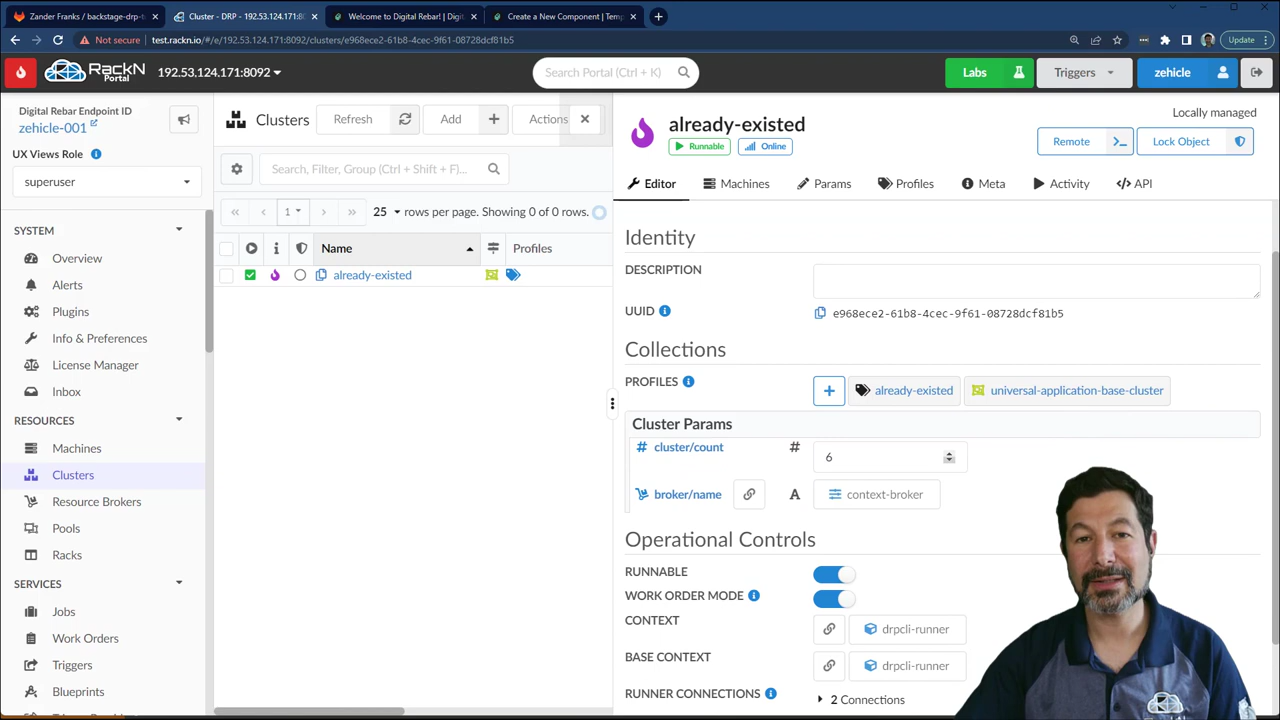 Zander Franks / backstage-drp-t
Cluster - DRP - 192.53.124.171:80
Welcome to Digital Rebar! | Digi
Create a New Component | Temp
Not secure
test.rackn.io/#/e/192.53.124.171:8092/clusters/e968ece2-61b8-4cec-9f61-08728dcf81b5
Update
RACKN
Portal
192.53.124.171:8092
Search Portal (Ctrl + K)
Labs
Triggers
zehicle
Digital Rebar Endpoint ID
zehicle-001
UX Views Role
superuser
SYSTEM
Overview
Alerts
Plugins
Info & Preferences
License Manager
Inbox
RESOURCES
Machines
Clusters
Resource Brokers
Pools
Racks
SERVICES
Jobs
Work Orders
Triggers
Blueprints
Clusters
Refresh
Add
Actions
Search, Filter, Group (Ctrl + Shift + F)...
1
25 rows per page. Showing 0 of 0 rows.
Name
Profiles
already-existed
already-existed
Runnable
Online
Locally managed
Remote
Lock Object
Editor
Machines
Params
Profiles
Meta
Activity
API
Identity
DESCRIPTION
UUID
e968ece2-61b8-4cec-9f61-08728dcf81b5
Collections
PROFILES
already-existed
universal-application-base-cluster
Cluster Params
# cluster/count
#
6
broker/name
A
context-broker
Operational Controls
RUNNABLE
WORK ORDER MODE
CONTEXT
drpcli-runner
BASE CONTEXT
drpcli-runner
RUNNER CONNECTIONS
2 Connections